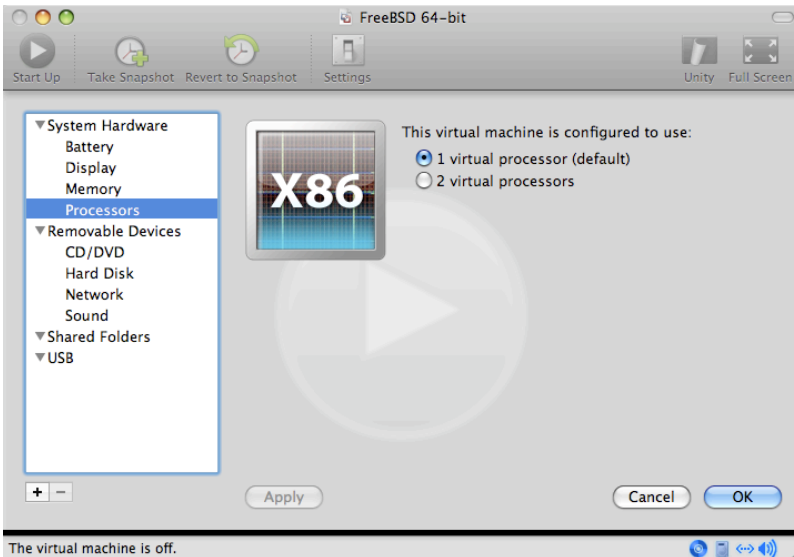 FreeBSD 64-bit
Start Up Take Snapshot Revert to Snapshot Settings Unity Full Screen
System Hardware
Battery
Display
Memory
Processors
Removable Devices
CD/DVD
Hard Disk
Network
Sound
Shared Folders
USB
X86
This virtual machine is configured to use:
1 virtual processor (default)
2 virtual processors
+ −
Apply Cancel OK
The virtual machine is off.